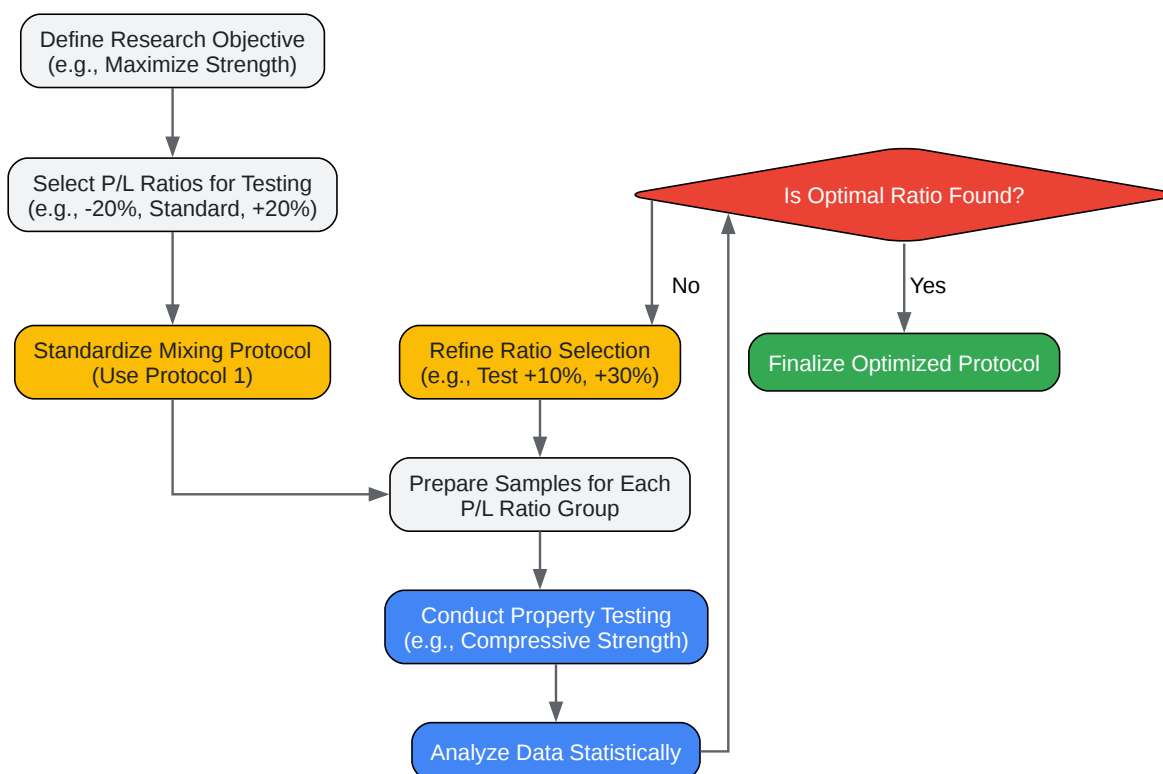 Define Research Objective
(e.g., Maximize Strength)
Select P/L Ratios for Testing
(e.g., -20%, Standard, +20%)
Is Optimal Ratio Found?
No
Yes
Standardize Mixing Protocol
(Use Protocol 1)
Refine Ratio Selection
(e.g., Test +10%, +30%)
Finalize Optimized Protocol
Prepare Samples for Each
P/L Ratio Group
Conduct Property Testing
(e.g., Compressive Strength)
Analyze Data Statistically